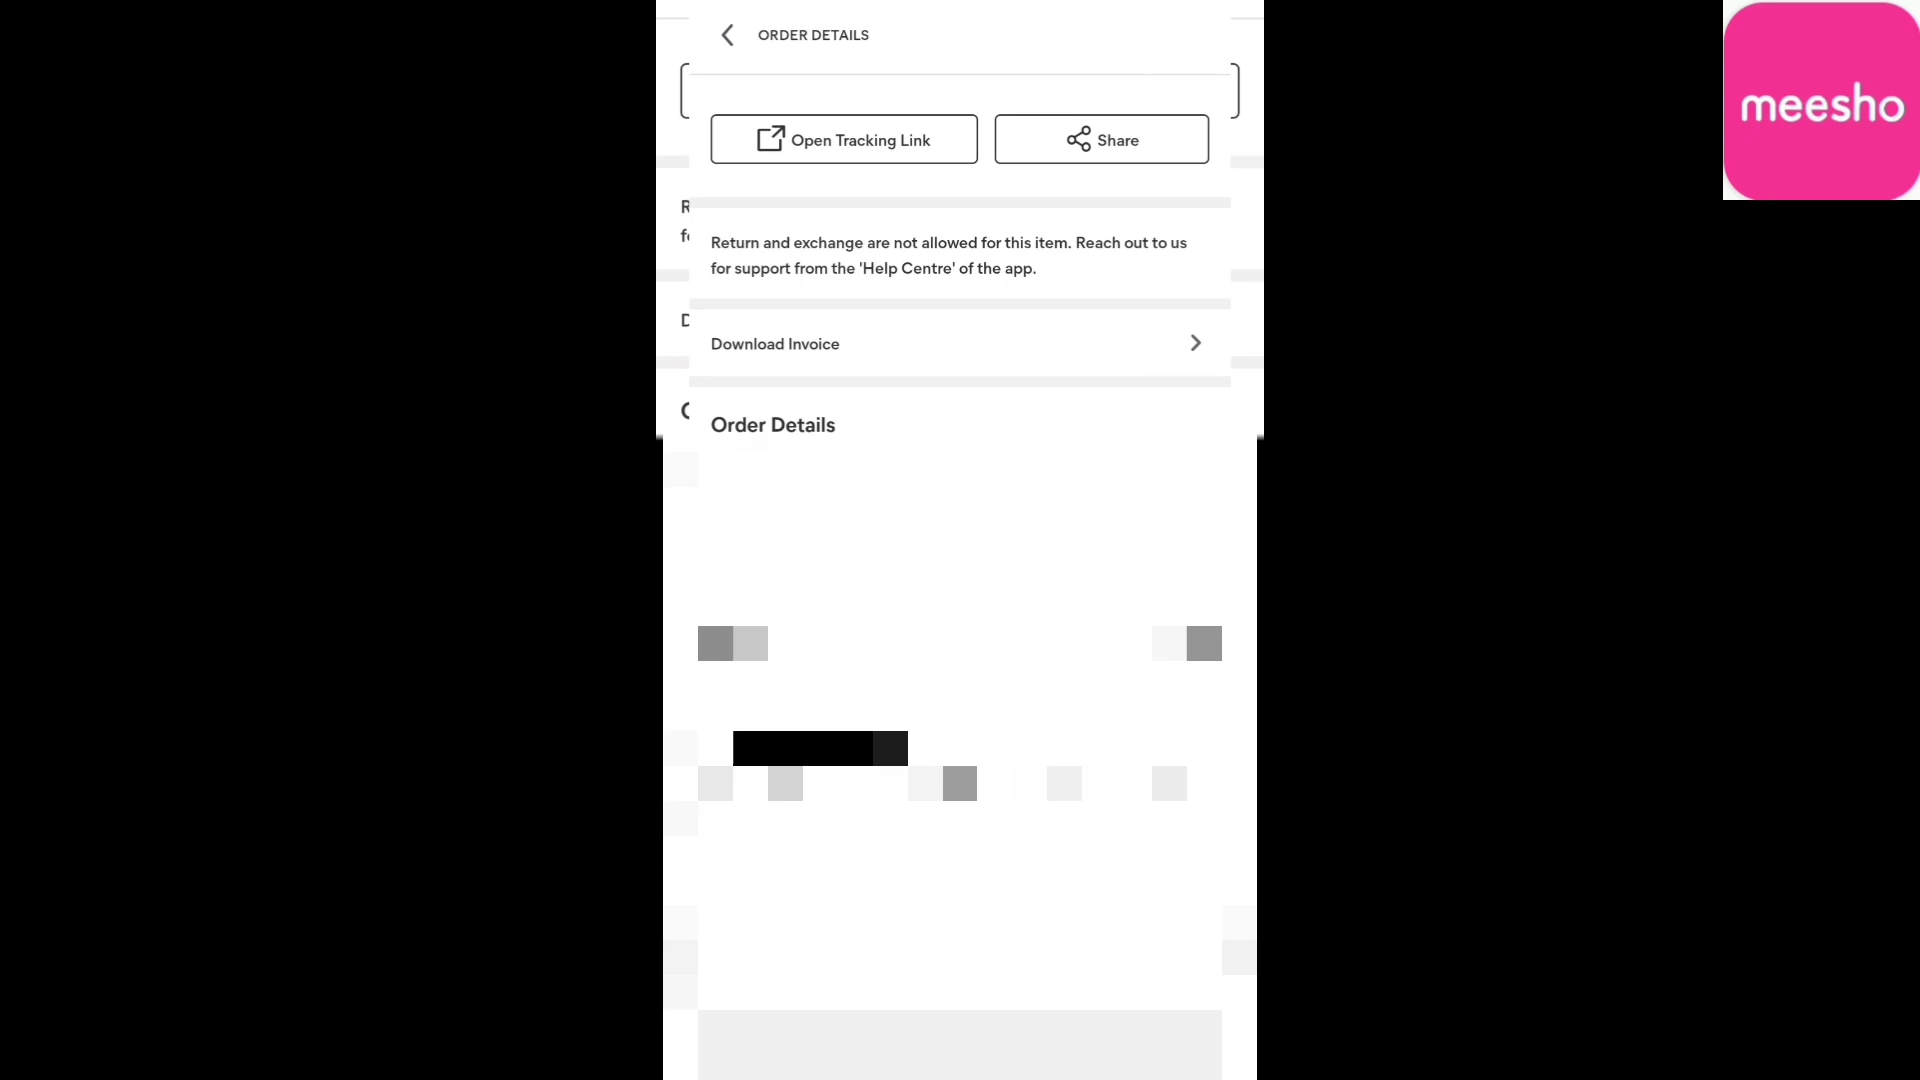 ORDER DETAILS
meesho
Open Tracking Link
Share
Return and exchange are not allowed for this item. Reach out to us
for support from the 'Help Centre' of the app.
Download Invoice
Order Details